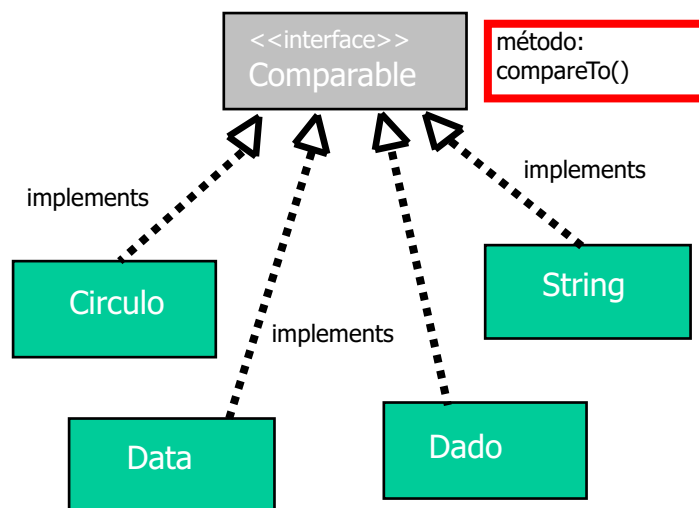 <<interface>>
Comparable
método:
compareTo()
implements
implements
Circulo
String
implements
Data
Dado